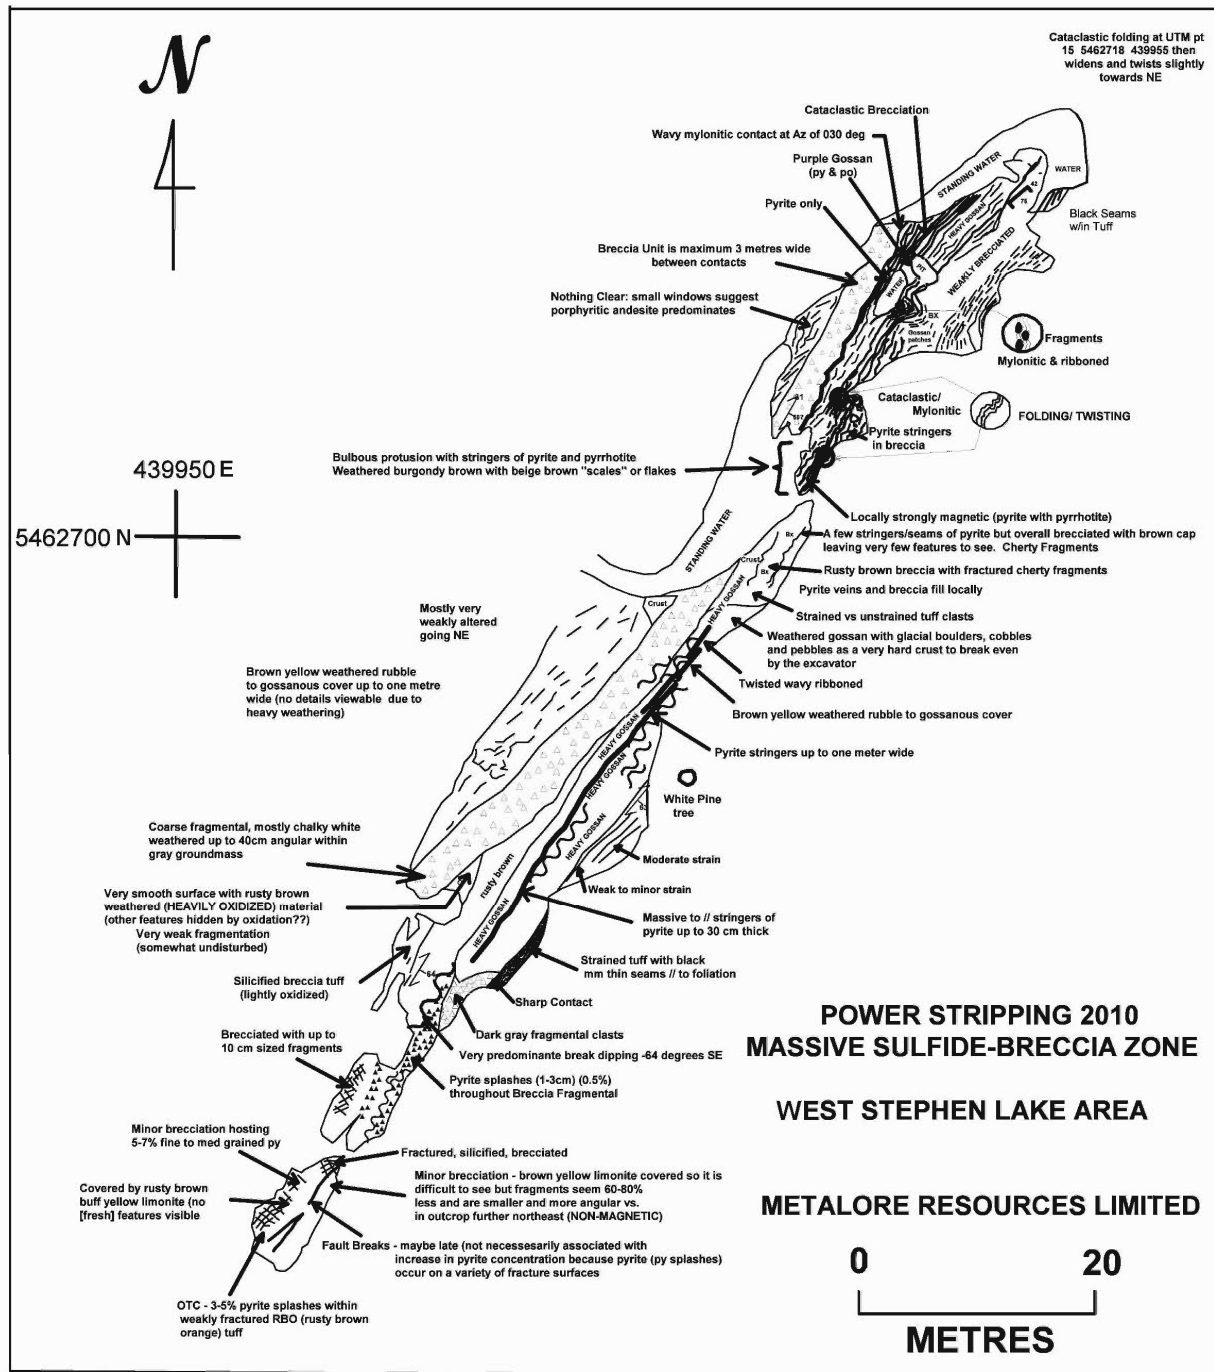 N
Cataclastic folding at UTM pt
15 5462718 439955 then
widens and twists slightly
towards NE
Cataclastic Brecciation
Wavy mylonitic contact at Az of 030 deg
Purple Gossan
(py & po)
Pyrite only
STANDING WATER
WATER
42
75
HEAVY GOSSAN
Black Seams
w/in Tuff
WEAKLY BRECCIATED
Breccia Unit is maximum 3 metres wide
between contacts
PIT
WATER
Nothing Clear: small windows suggest
porphyritic andesite predominates
BX
Gossan
patches
Fragments
Mylonitic & ribboned
Cataclastic/
Mylonitic
FOLDING/ TWISTING
Pyrite stringers
in breccia
Bulbous protusion with stringers of pyrite and pyrrhotite
Weathered burgondy brown with beige brown "scales" or flakes
439950 E
5462700 N
Locally strongly magnetic (pyrite with pyrrhotite)
STANDING WATER
Bx
A few stringers/seams of pyrite but overall brecciated with brown cap
leaving very few features to see. Cherty Fragments
Crust
Bx
Rusty brown breccia with fractured cherty fragments
Pyrite veins and breccia fill locally
HEAVY GOSSAN
Crust
Strained vs unstrained tuff clasts
Mostly very
weakly altered
going NE
Weathered gossan with glacial boulders, cobbles
and pebbles as a very hard crust to break even
by the excavator
Twisted wavy ribboned
Brown yellow weathered rubble
to gossanous cover up to one metre
wide (no details viewable due to
heavy weathering)
Brown yellow weathered rubble to gossanous cover
HEAVY GOSSAN
HEAVY GOSSAN
Pyrite stringers up to one meter wide
White Pine
tree
Coarse fragmental, mostly chalky white
weathered up to 40cm angular within
gray groundmass
HEAVY GOSSAN
Moderate strain
rusty brown
Weak to minor strain
Very smooth surface with rusty brown
weathered (HEAVILY OXIDIZED) material
(other features hidden by oxidation??)
Very weak fragmentation
(somewhat undisturbed)
HEAVY GOSSAN
Massive to // stringers of
pyrite up to 30 cm thick
Strained tuff with black
mm thin seams // to foliation
Silicified breccia tuff
(lightly oxidized)
64
Sharp Contact
Dark gray fragmental clasts
Brecciated with up to
10 cm sized fragments
Very predominante break dipping -64 degrees SE
Pyrite splashes (1-3cm) (0.5%)
throughout Breccia Fragmental
POWER STRIPPING 2010
MASSIVE SULFIDE-BRECCIA ZONE
WEST STEPHEN LAKE AREA
METALORE RESOURCES LIMITED
Minor brecciation hosting
5-7% fine to med grained py
Fractured, silicified, brecciated
Covered by rusty brown
buff yellow limonite (no
[fresh] features visible
Minor brecciation - brown yellow limonite covered so it is
difficult to see but fragments seem 60-80%
less and are smaller and more angular vs.
in outcrop further northeast (NON-MAGNETIC)
Fault Breaks - maybe late (not necessesarily associated with
increase in pyrite concentration because pyrite (py splashes)
occur on a variety of fracture surfaces
OTC - 3-5% pyrite splashes within
weakly fractured RBO (rusty brown
orange) tuff
0 20
METRES